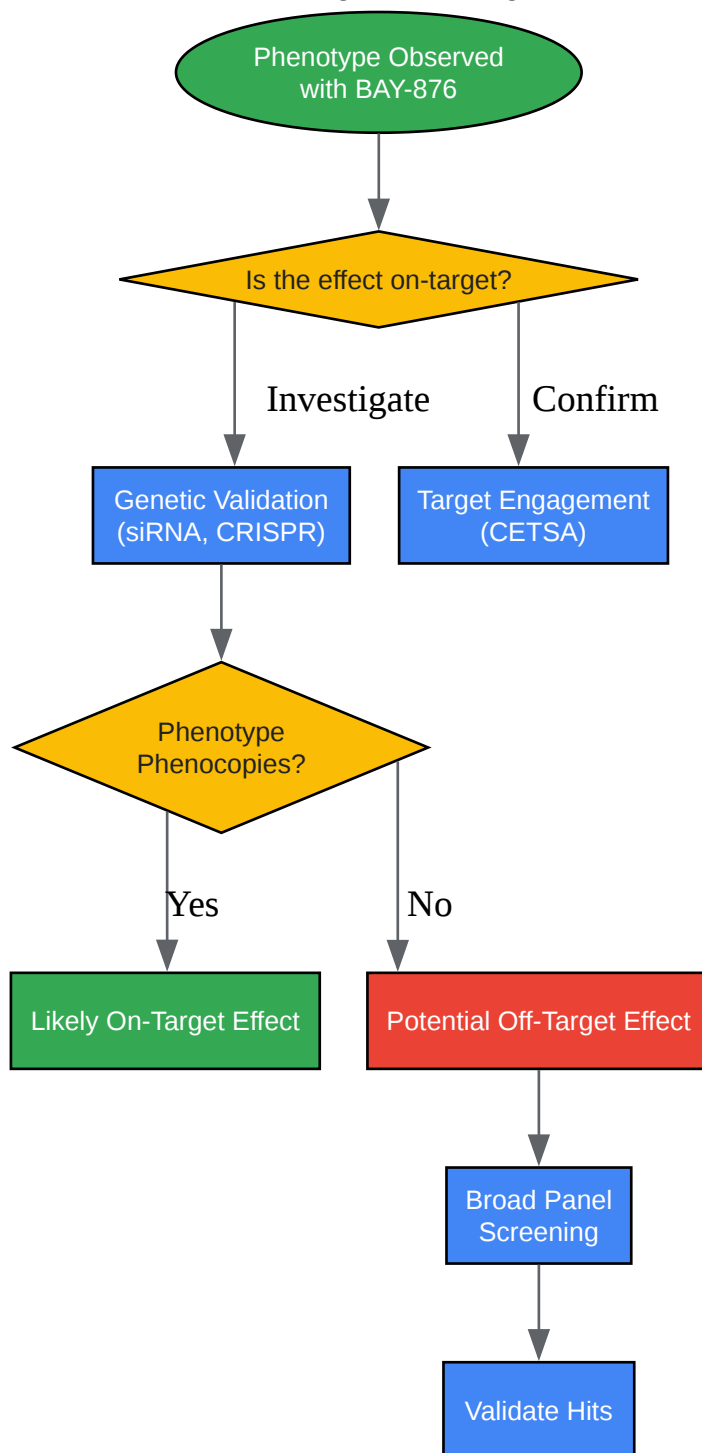 Phenotype Observed
with BAY-876
Is the effect on-target?
Investigate
Confirm
Genetic Validation
(siRNA, CRISPR)
Target Engagement
(CETSA)
Phenotype
Phenocopies?
Yes
No
Likely On-Target Effect
Potential Off-Target Effect
Broad Panel
Screening
Validate Hits